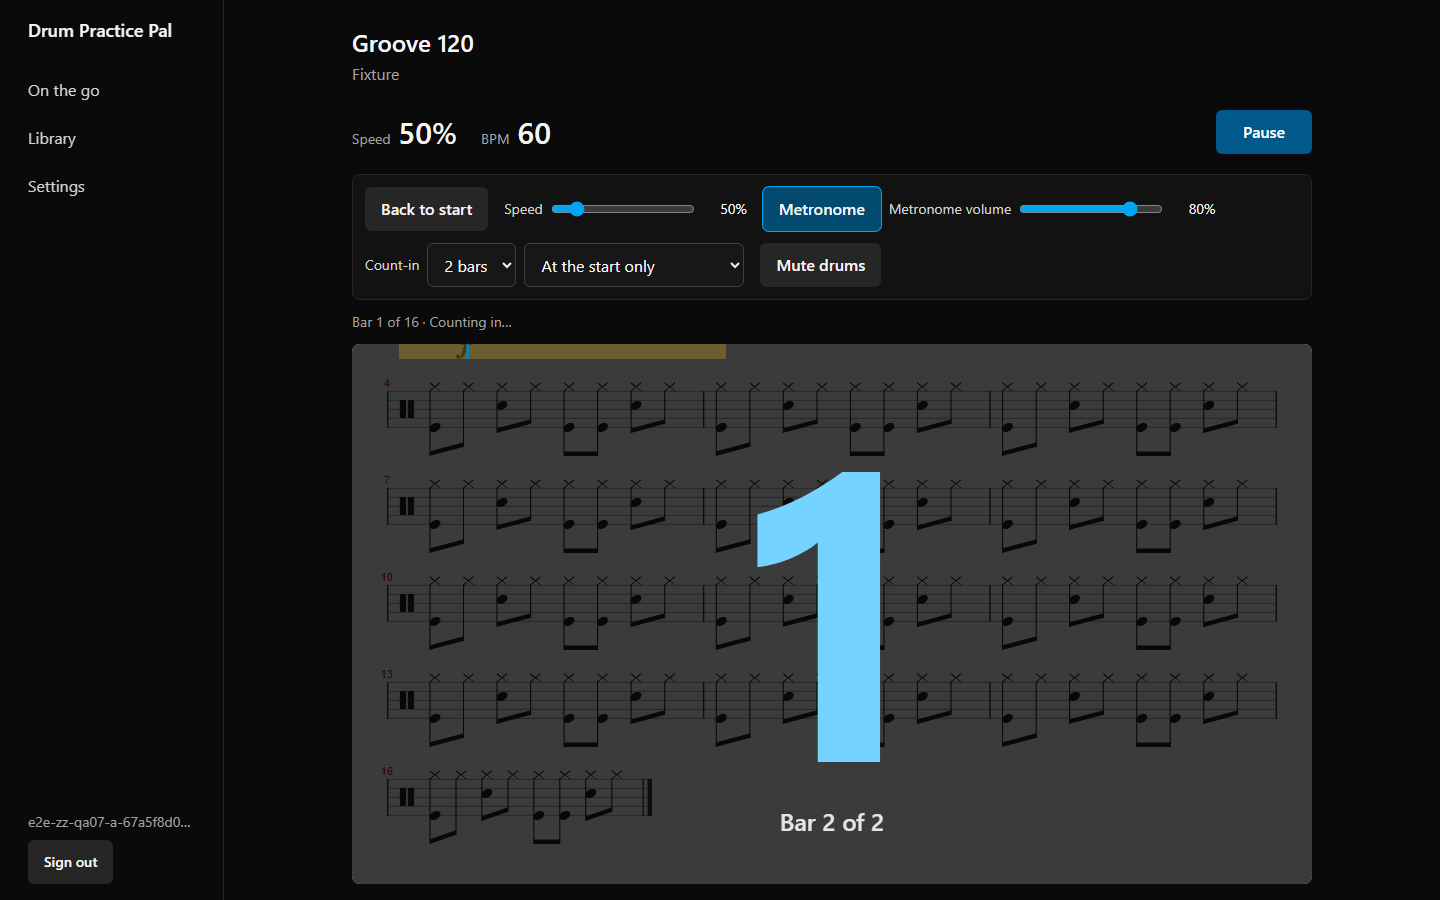 Drum Practice Pal
On the go
Library
Settings
e2e-zz-qa07-a-67a5f8d0...
Sign out
Groove 120
Fixture
Speed 50% BPM 60
Pause
Back to start Speed 50% Metronome Metronome volume 80%
Count-in 2 bars At the start only Mute drums
Bar 1 of 16 · Counting in...
4
7
10
13
16
1
Bar 2 of 2